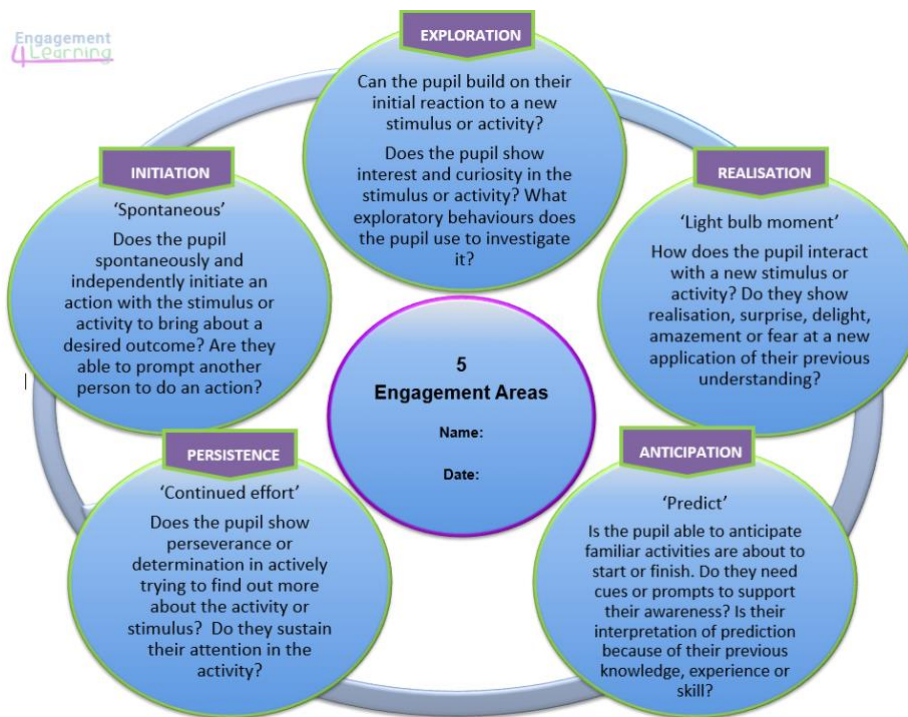 Engagement
4Learning
EXPLORATION
Can the pupil build on their
initial reaction to a new
stimulus or activity?
Does the pupil show
interest and curiosity in the
stimulus or activity? What
exploratory behaviours does
the pupil use to investigate
it?
REALISATION
‘Light bulb moment’
How does the pupil interact
with a new stimulus or
activity? Do they show
realisation, surprise, delight,
amazement or fear at a new
application of their previous
understanding?
ANTICIPATION
‘Predict’
Is the pupil able to anticipate
familiar activities are about to
start or finish. Do they need
cues or prompts to support
their awareness? Is their
interpretation of prediction
because of their previous
knowledge, experience or
skill?
PERSISTENCE
‘Continued effort’
Does the pupil show
perseverance or
determination in actively
trying to find out more
about the activity or
stimulus?  Do they sustain
their attention in the
activity?
INITIATION
‘Spontaneous’
Does the pupil
spontaneously and
independently initiate an
action with the stimulus or
activity to bring about a
desired outcome? Are they
able to prompt another
person to do an action?
5
Engagement Areas
Name:
Date: